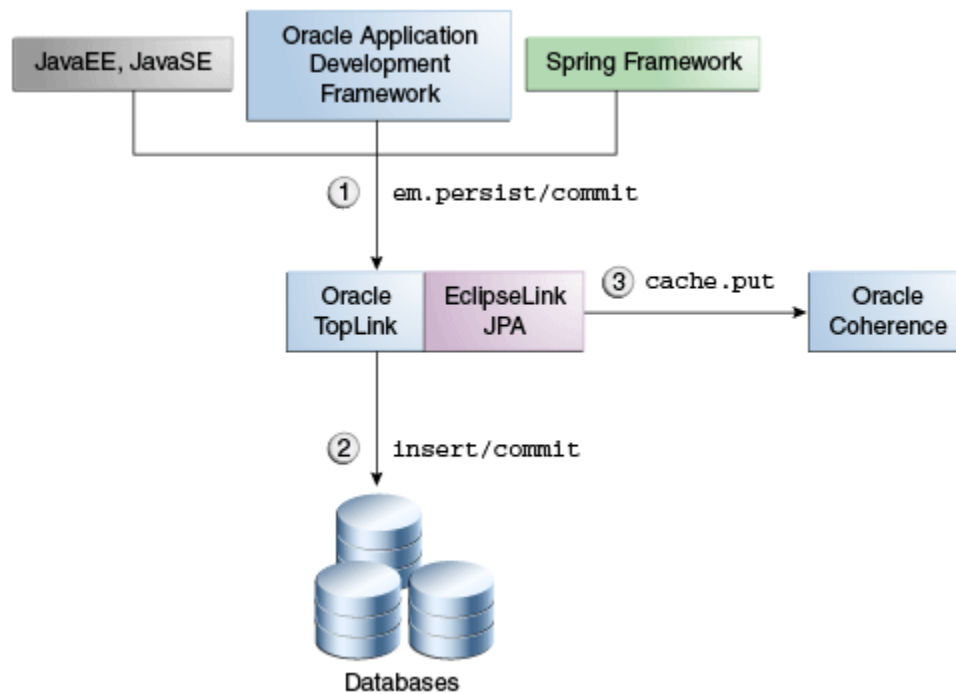 JavaEE, JavaSE
Oracle Application
Development
Framework
Spring Framework
1 em.persist/commit
Oracle
TopLink
EclipseLink
JPA
3 cache.put
Oracle
Coherence
2 insert/commit
Databases